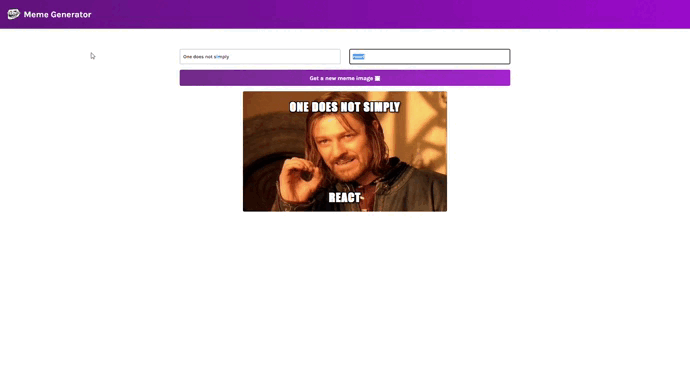 Meme Generator
One does not simply
react
Get a new meme image
ONE DOES NOT SIMPLY
REACT